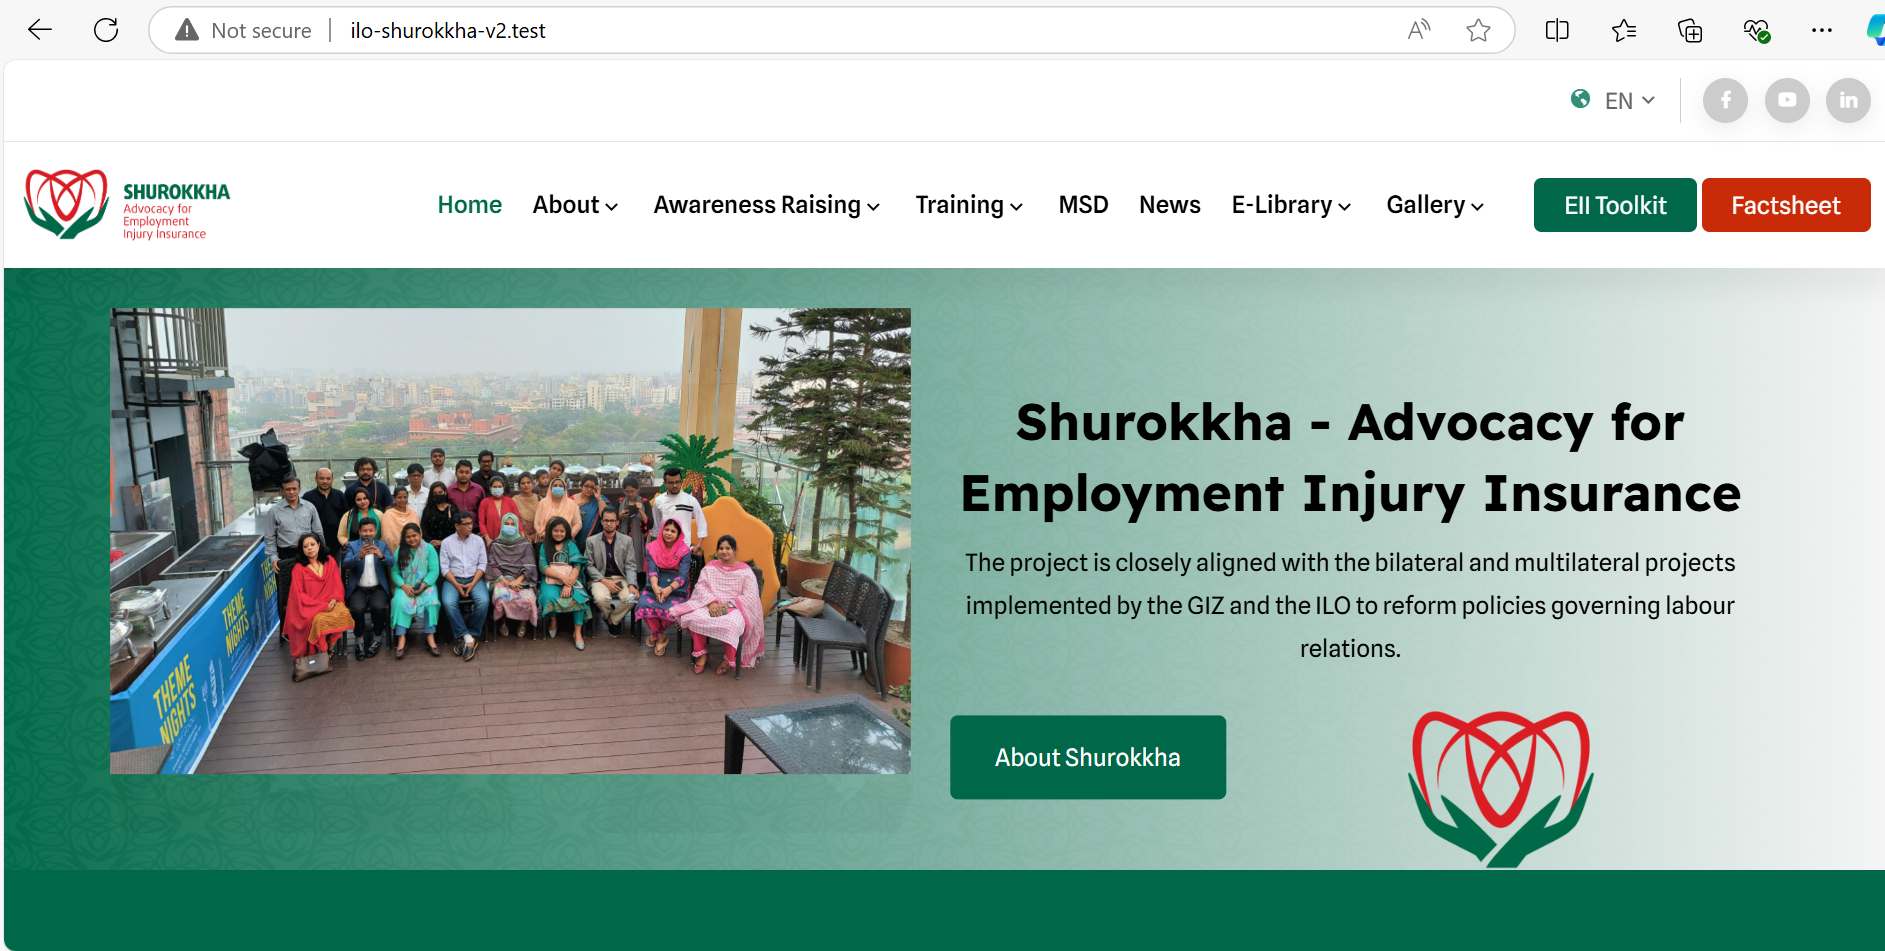 Not secure
ilo-shurokkha-v2.test
EN
SHUROKKHA
Advocacy for
Employment
Injury Insurance
Home About Awareness Raising Training MSD News E-Library Gallery EII Toolkit Factsheet
THEME
NIGHTS
THEME
NIGHTS
THEME
Shurokkha - Advocacy for
Employment Injury Insurance
The project is closely aligned with the bilateral and multilateral projects
implemented by the GIZ and the ILO to reform policies governing labour
relations.
About Shurokkha